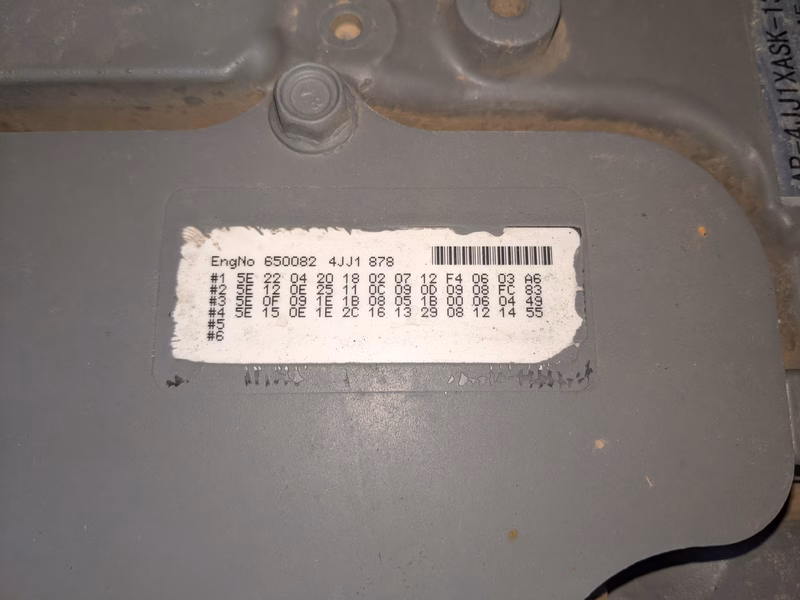 EngNo 650082 4JJ1 878
#1 5E 22 04 20 18 02 07 12 F4 06 03 A6
#2 5E 12 0E 25 11 0C 09 0D 09 08 FC 83
#3 5E 0F 09 1E 1B 08 05 1B 00 06 04 49
#4 5E 15 0E 1E 2C 16 13 29 08 12 14 55
#5
#6
AR-4JJ1XASK-1